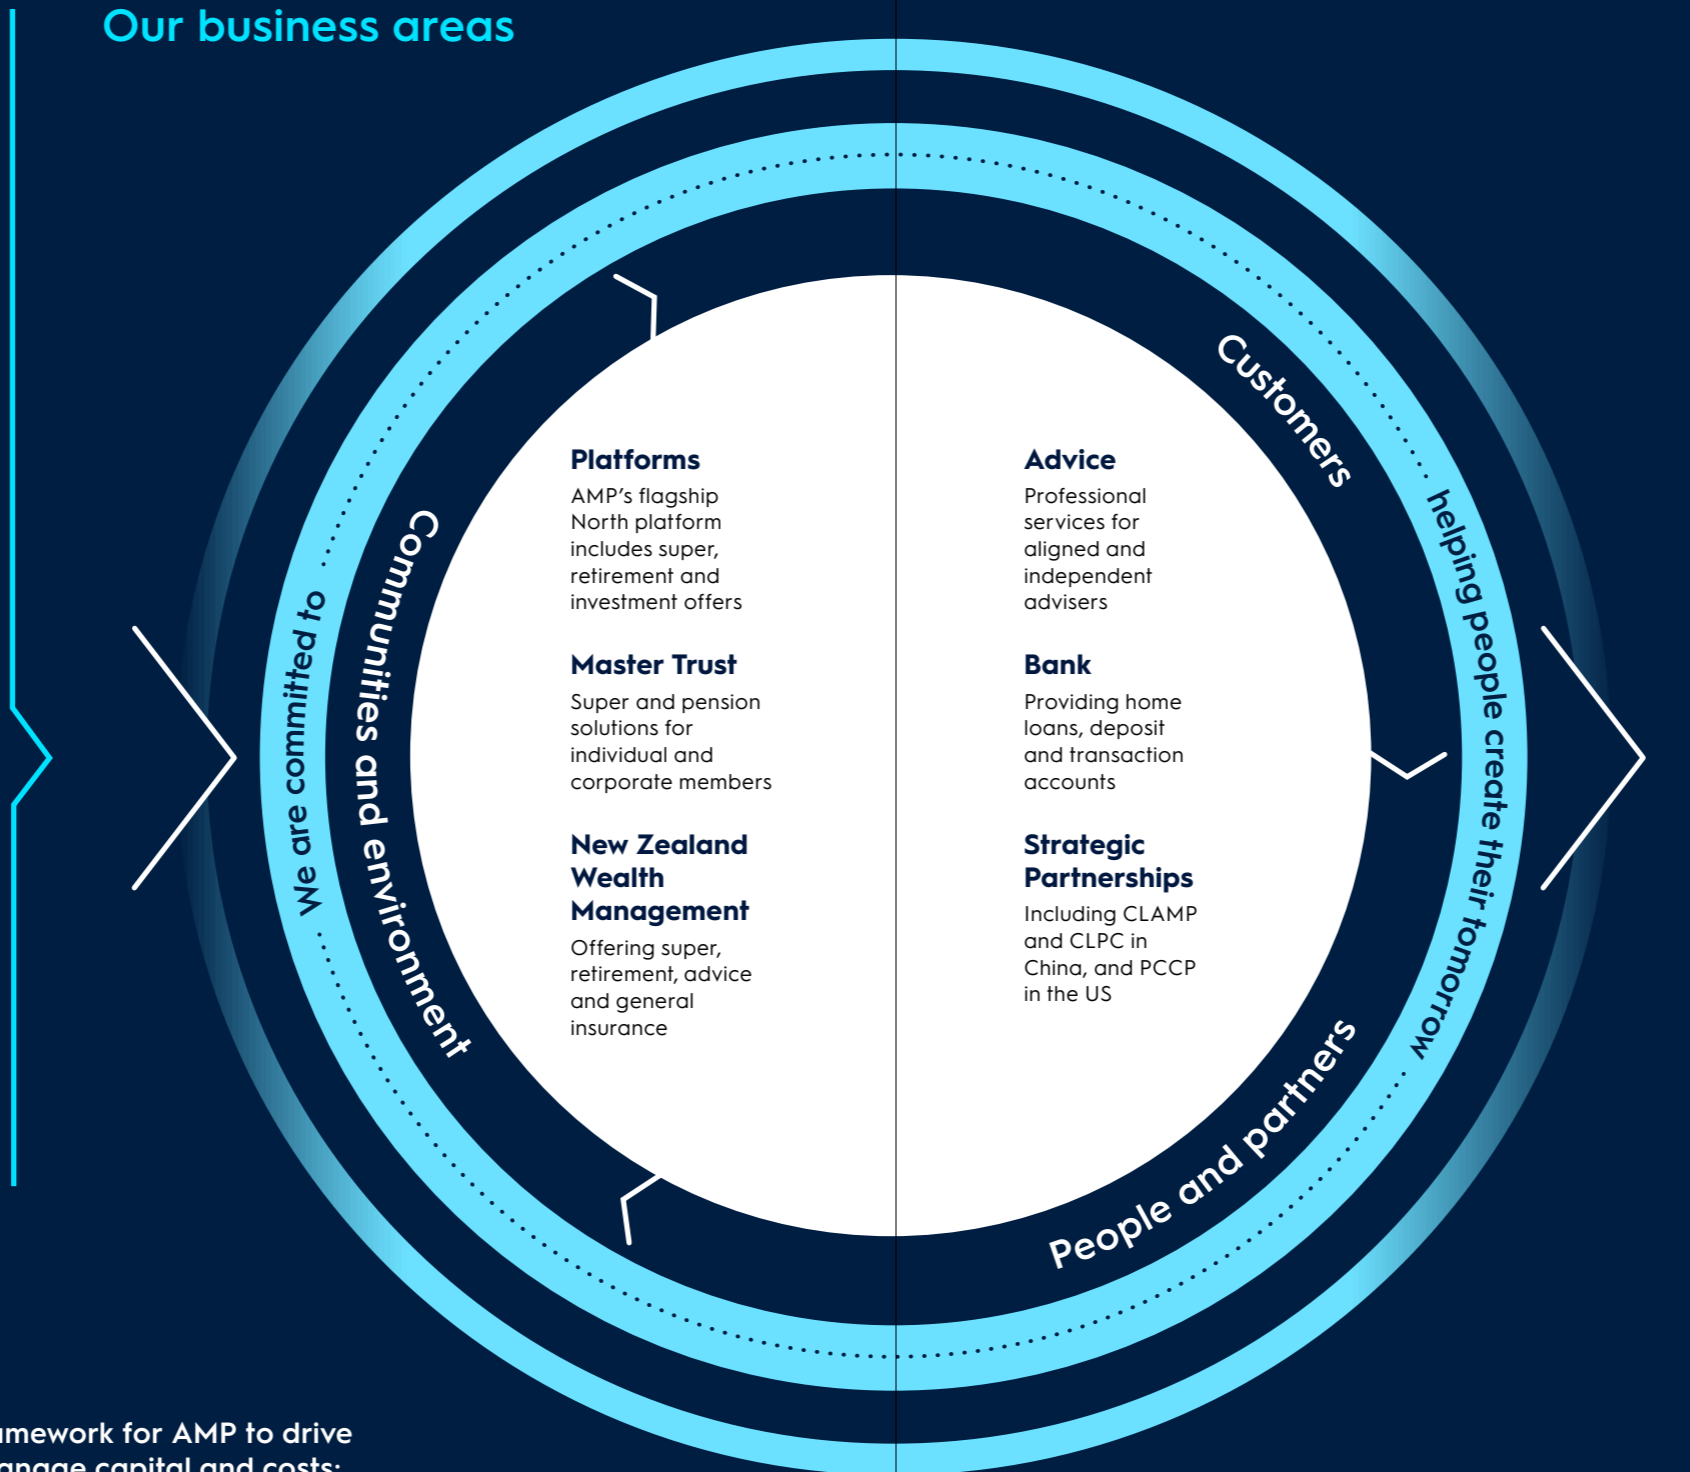 Our business areas
We are committed to
helping people create their tomorrow
Communities and environment
Customers
People and partners
Platforms
AMP’s flagship
North platform
includes super,
retirement and
investment offers
Master Trust
Super and pension
solutions for
individual and
corporate members
New Zealand
Wealth
Management
Offering super,
retirement, advice
and general
insurance
Advice
Professional
services for
aligned and
independent
advisers
Bank
Providing home
loans, deposit
and transaction
accounts
Strategic
Partnerships
Including CLAMP
and CLPC in
China, and PCCP
in the US
for AMP to drive
capital and costs: